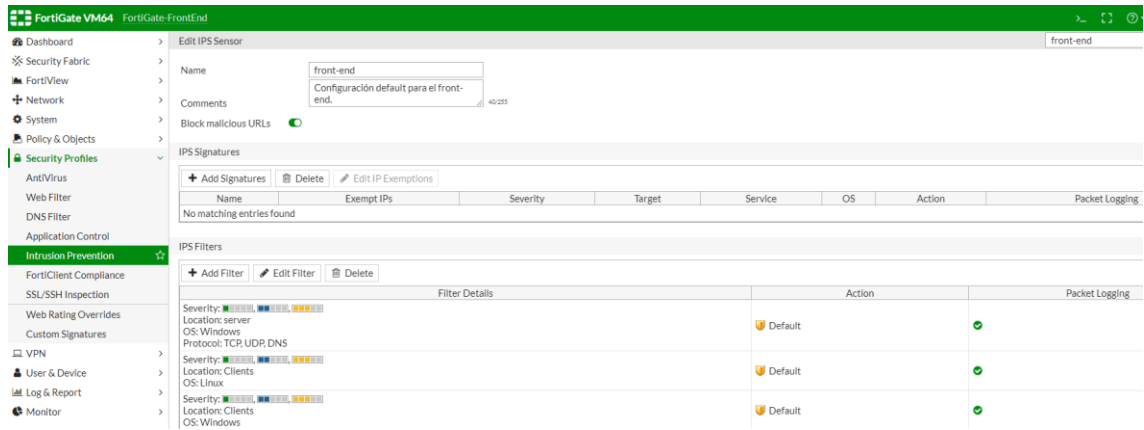 FortiGate VM64 FortiGate-FrontEnd
Dashboard
Security Fabric
FortiView
Network
System
Policy & Objects
Security Profiles
AntiVirus
Web Filter
DNS Filter
Application Control
Intrusion Prevention
FortiClient Compliance
SSL/SSH Inspection
Web Rating Overrides
Custom Signatures
VPN
User & Device
Log & Report
Monitor
Edit IPS Sensor front-end
Name front-end
Comments Configuración default para el front-
end. 40/255
Block malicious URLs
IPS Signatures
Add Signatures Delete Edit IP Exemptions
Name Exempt IPs Severity Target Service OS Action Packet Logging
No matching entries found
IPS Filters
Add Filter Edit Filter Delete
Filter Details Action Packet Logging
Severity:
Location: server
OS: Windows
Protocol: TCP, UDP, DNS
Default
Severity:
Location: Clients
OS: Linux
Default
Severity:
Location: Clients
OS: Windows
Default